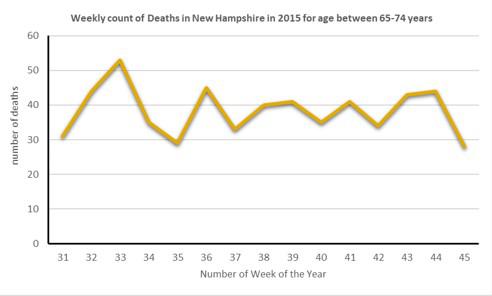 Weekly count of Deaths in New Hampshire in 2015 for age between 65-74 years
60
50
40
30
20
10
0
number of deaths
31 32 33 34 35 36 37 38 39 40 41 42 43 44 45
Number of Week of the Year